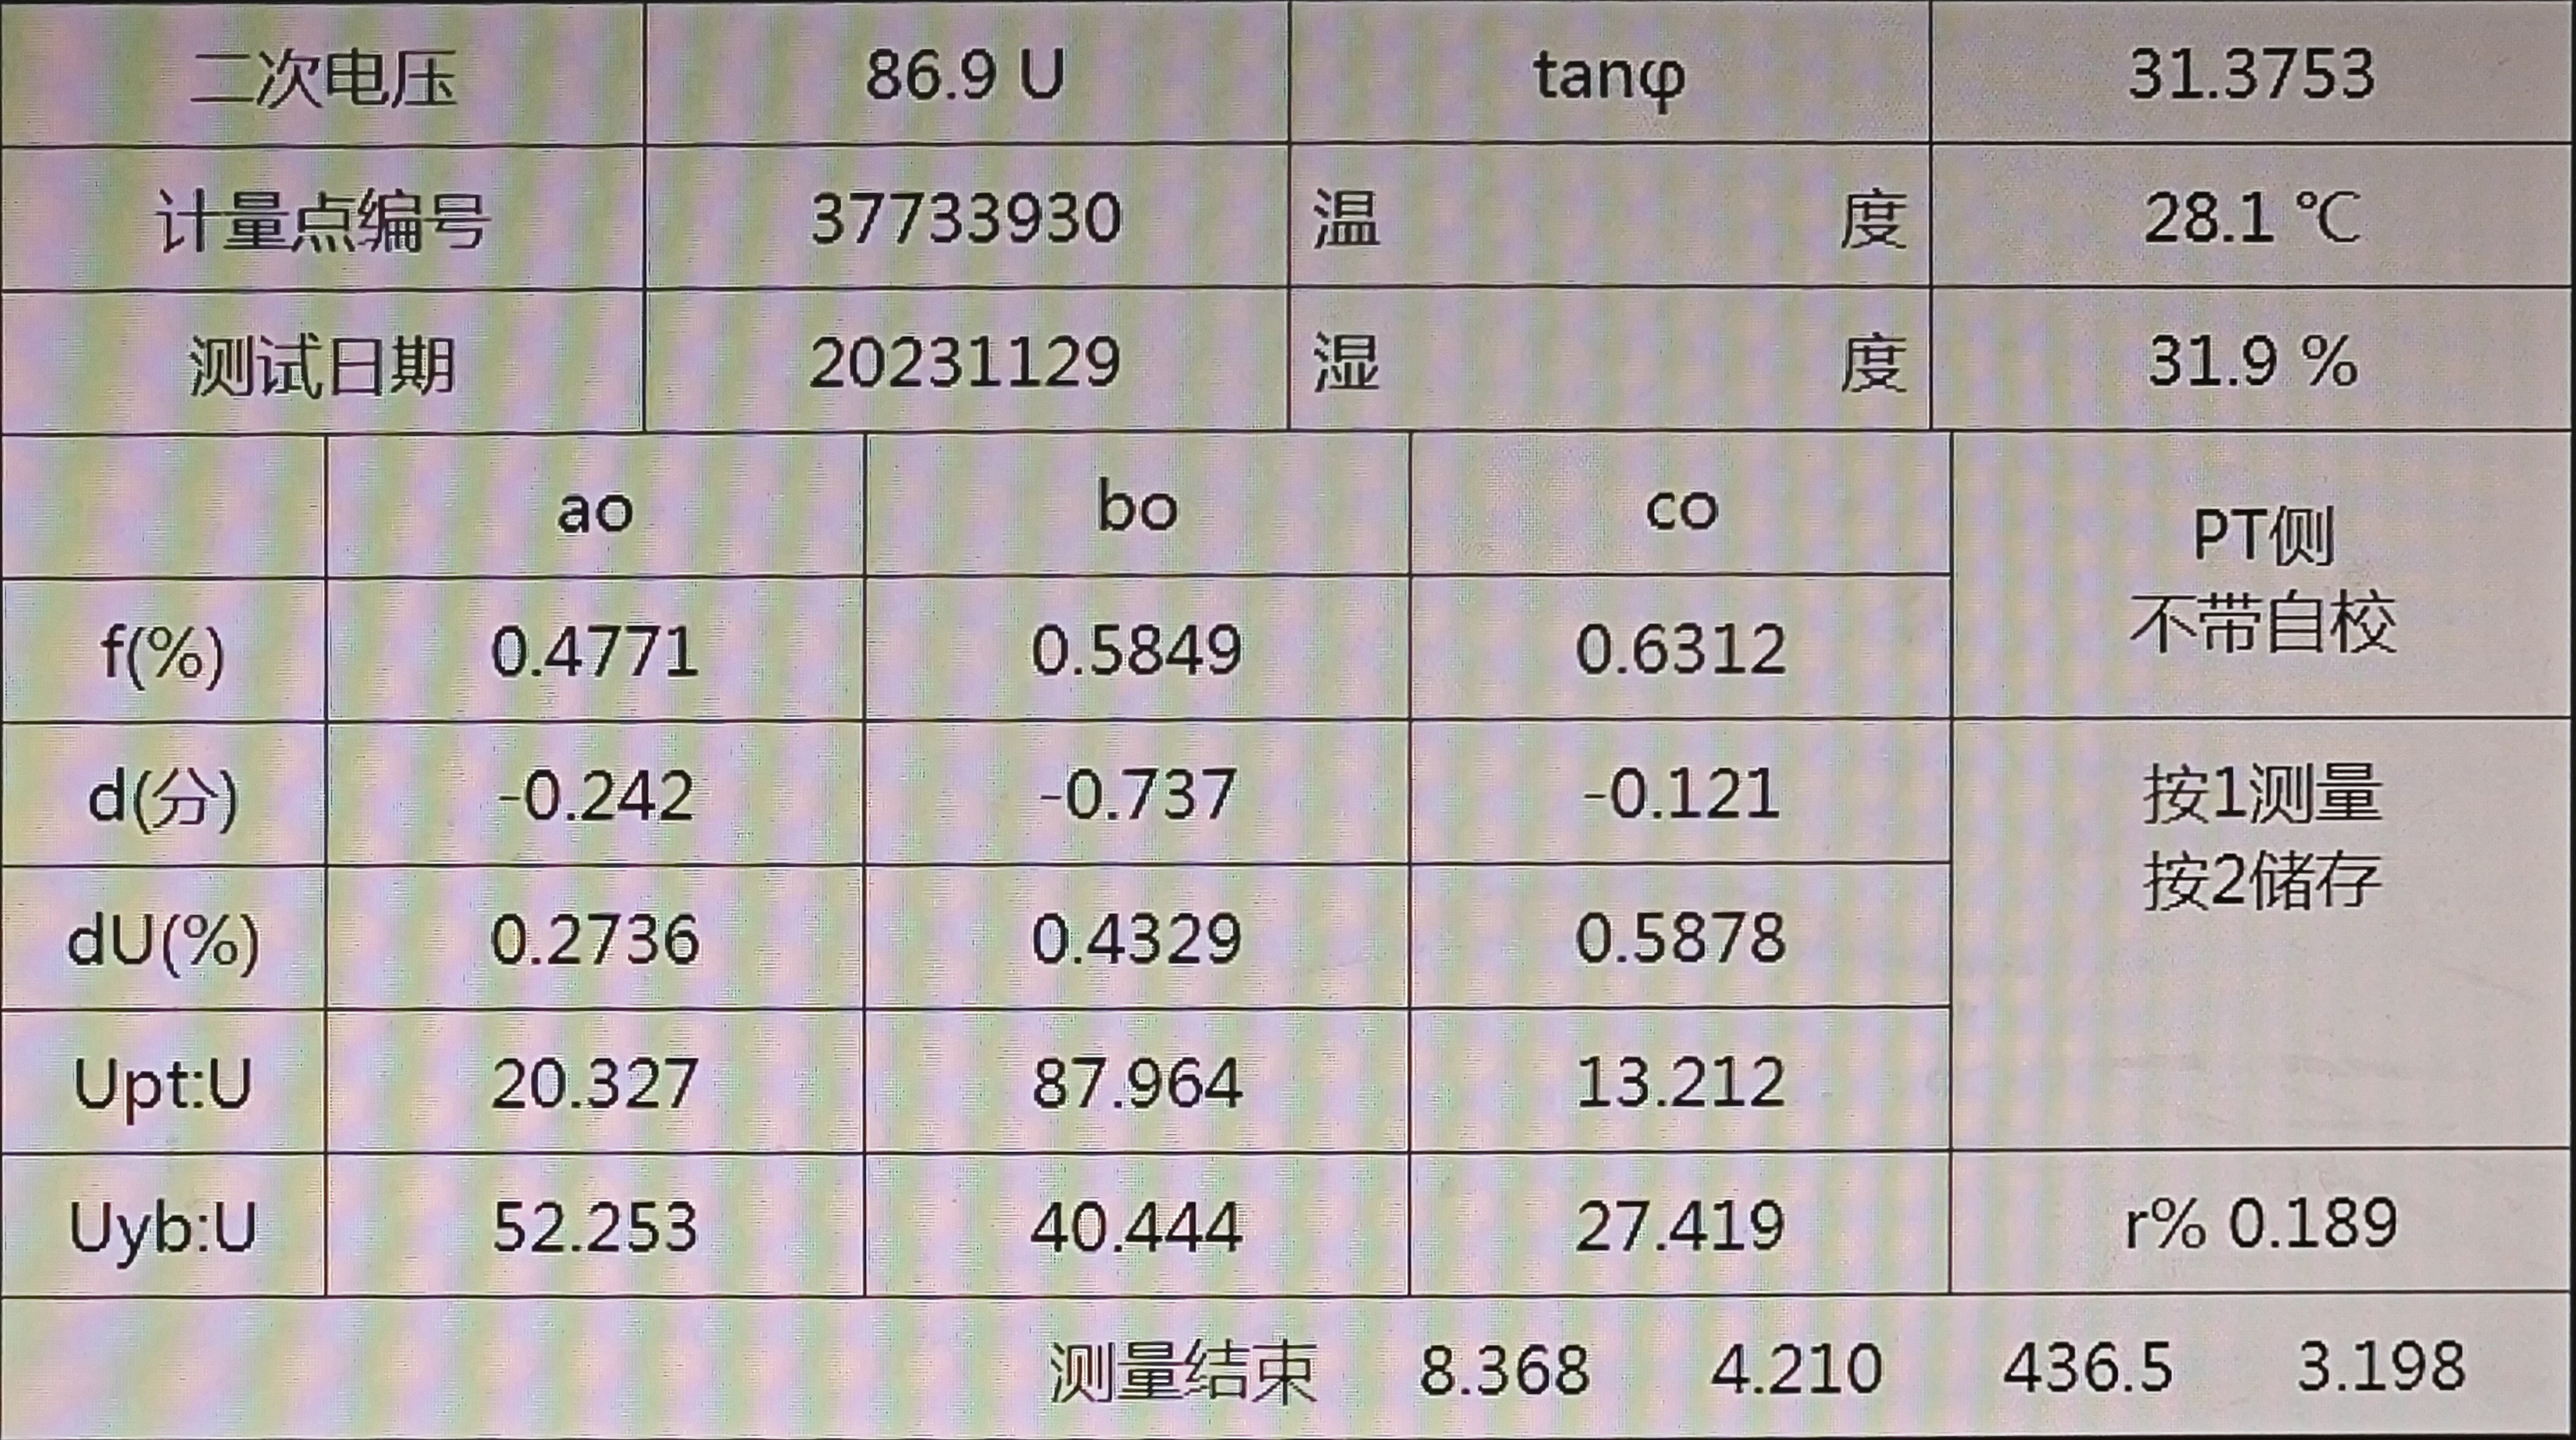 二次电压 86.9 U tanφ 31.3753
计量点编号 37733930 温 度 28.1 ℃
测试日期 20231129 湿 度 31.9 %
ao bo co PT侧
不带自校
f(%) 0.4771 0.5849 0.6312
d(分) -0.242 -0.737 -0.121 按1测量
按2储存
dU(%) 0.2736 0.4329 0.5878
Upt:U 20.327 87.964 13.212
Uyb:U 52.253 40.444 27.419 r% 0.189
测量结束 8.368 4.210 436.5 3.198